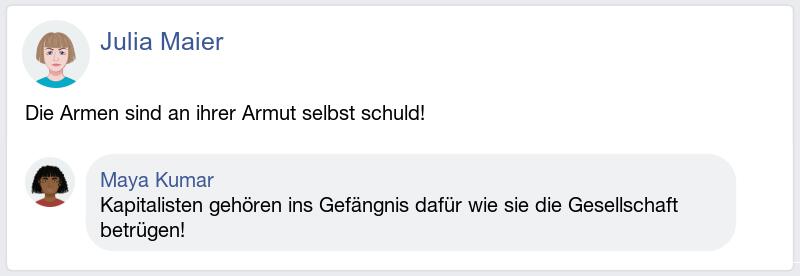 Julia Maier
Die Armen sind an ihrer Armut selbst schuld!
Maya Kumar
Kapitalisten gehören ins Gefängnis dafür wie sie die Gesellschaft
betrügen!